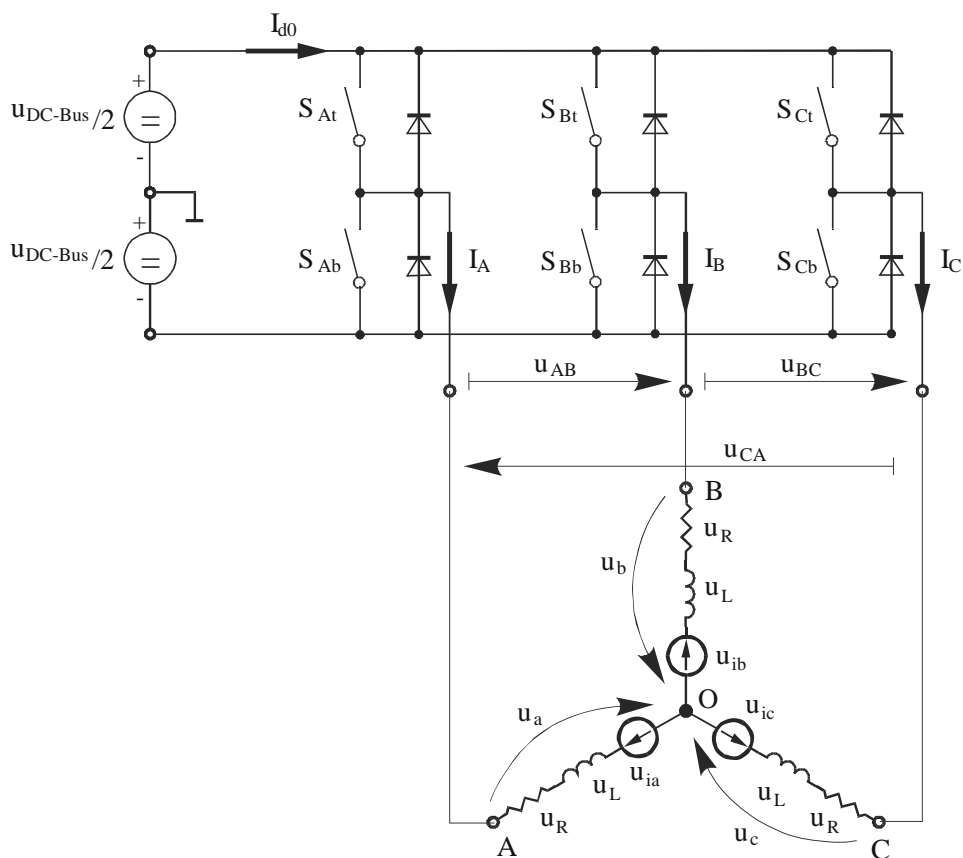 I_d0
+
u_DC-Bus/2
=
-
S_At
S_Bt
S_Ct
+
u_DC-Bus/2
=
-
S_Ab
I_A
S_Bb
I_B
S_Cb
I_C
u_AB
u_BC
u_CA
B
u_R
u_b
u_L
u_ib
O
u_a
u_ic
u_ia
u_L
u_L
u_R
u_c
u_R
A
C